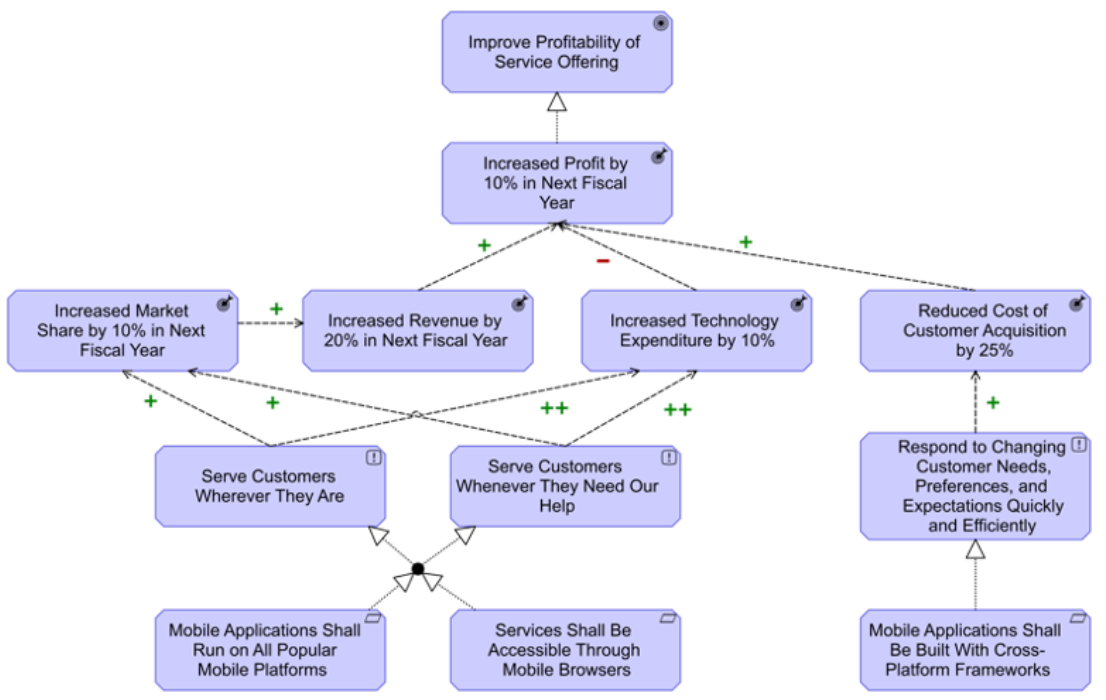 Improve Profitability of
Service Offering
Increased Profit by
10% in Next Fiscal
Year
+
−
+
Increased Market
Share by 10% in Next
Fiscal Year
+
Increased Revenue by
20% in Next Fiscal Year
Increased Technology
Expenditure by 10%
Reduced Cost of
Customer Acquisition
by 25%
+
+
++
++
+
Serve Customers
Wherever They Are
Serve Customers
Whenever They Need Our
Help
Respond to Changing
Customer Needs,
Preferences, and
Expectations Quickly
and Efficiently
Mobile Applications Shall
Run on All Popular
Mobile Platforms
Services Shall Be
Accessible Through
Mobile Browsers
Mobile Applications Shall
Be Built With Cross-
Platform Frameworks